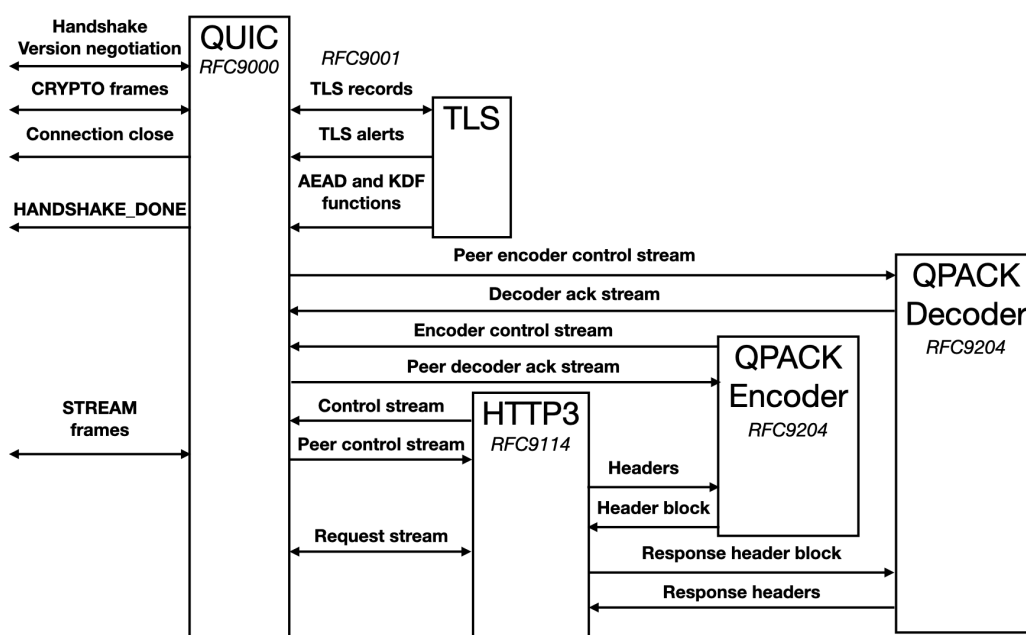 Handshake
Version negotiation
QUIC
RFC9000
RFC9001
CRYPTO frames
TLS records
TLS
Connection close
TLS alerts
AEAD and KDF
functions
HANDSHAKE_DONE
Peer encoder control stream
QPACK
Decoder
RFC9204
Decoder ack stream
Encoder control stream
QPACK
Encoder
RFC9204
Peer decoder ack stream
STREAM
frames
Control stream
HTTP3
RFC9114
Peer control stream
Headers
Header block
Request stream
Response header block
Response headers